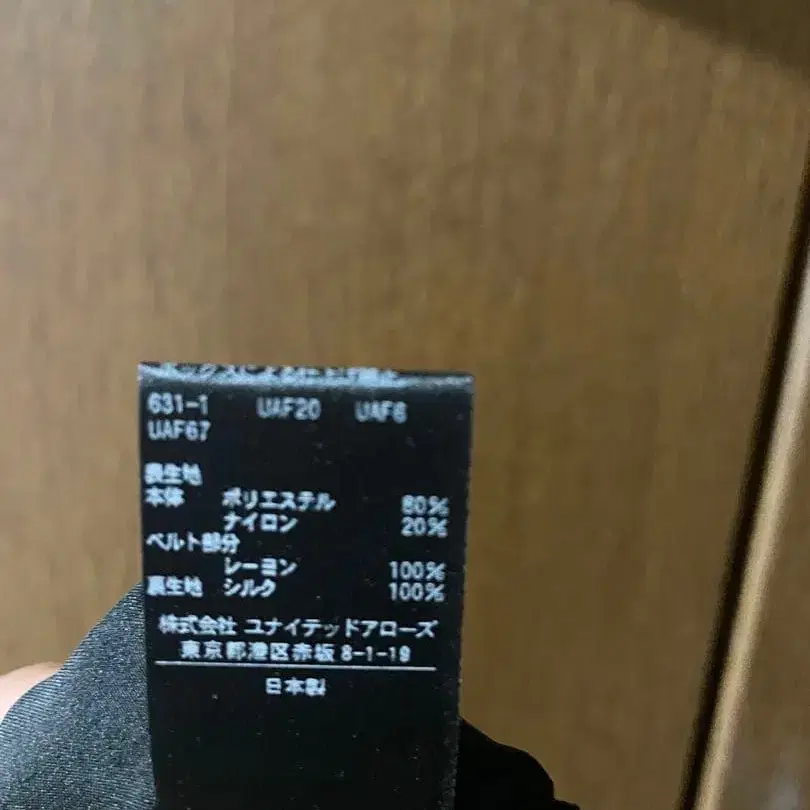 631-1 UAF20 UAF6
UAF67
表生地
本体 ポリエステル 80%
ナイロン 20%
ベルト部分
レーヨン 100%
裏生地 シルク 100%
株式会社 ユナイテッドアローズ
東京都港区赤坂 8-1-19
日本製